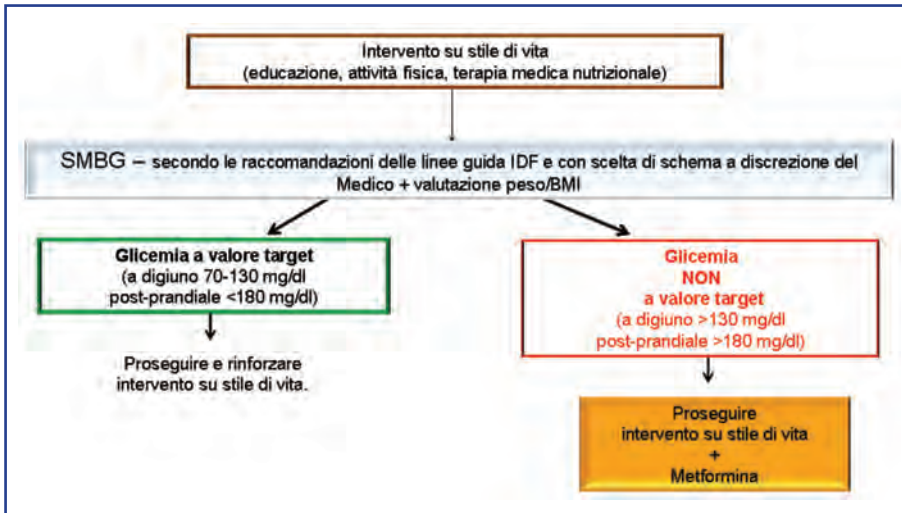 Intervento su stile di vita
(educazione, attività fisica, terapia medica nutrizionale)
SMBG – secondo le raccomandazioni delle linee guida IDF e con scelta di schema a discrezione del
Medico + valutazione peso/BMI
Glicemia a valore target
(a digiuno 70-130 mg/dl
post-prandiale <180 mg/dl)
Proseguire e rinforzare
intervento su stile di vita.
Glicemia
NON
a valore target
(a digiuno >130 mg/dl
post-prandiale >180 mg/dl)
Proseguire
intervento su stile di vita
+
Metformina